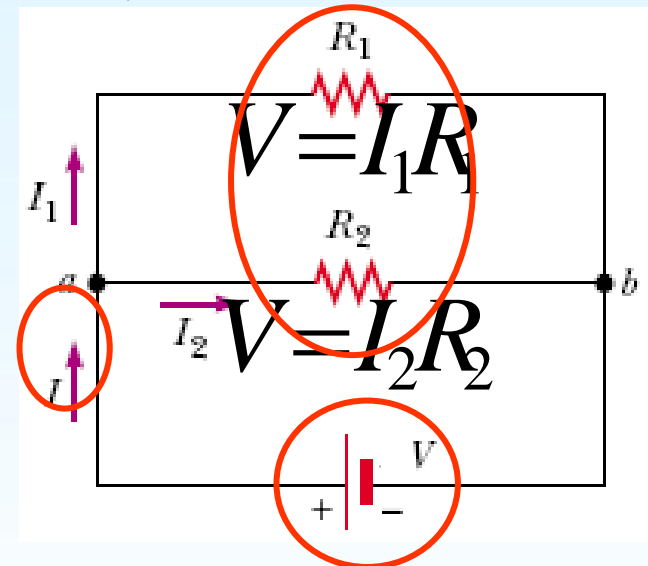 R₁
V=I₁R₁
I₁
R₂
a
b
I₂
V=I₂R₂
I
V
+ −